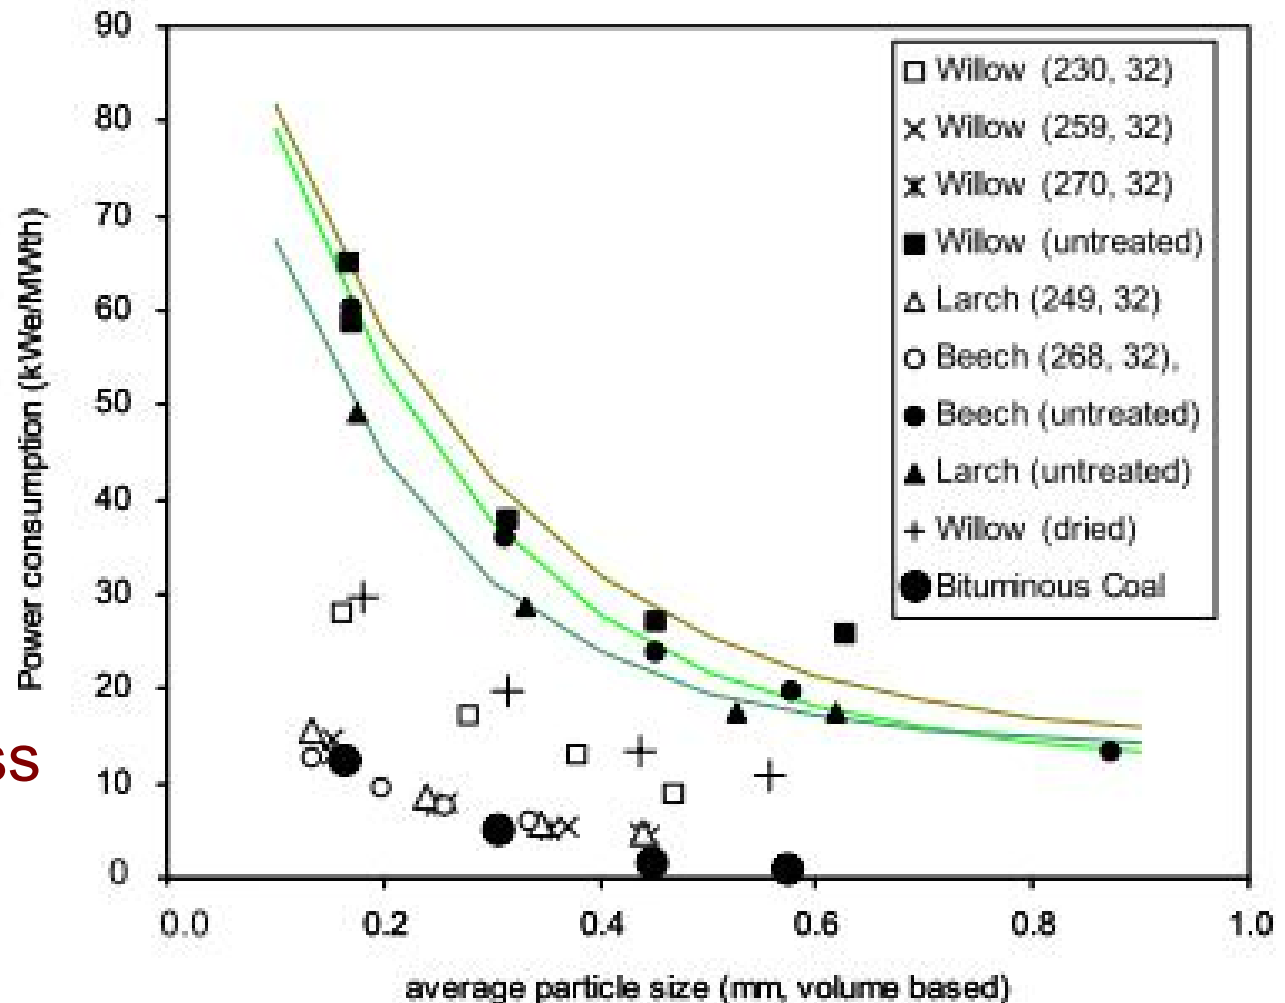 90
80
70
60
50
40
30
20
10
0
Power consumption (kWe/MWth)
Willow (230, 32)
Willow (259, 32)
Willow (270, 32)
Willow (untreated)
Larch (249, 32)
Beech (268, 32),
Beech (untreated)
Larch (untreated)
Willow (dried)
Bituminous Coal
ss
0.0 0.2 0.4 0.6 0.8 1.0
average particle size (mm, volume based)